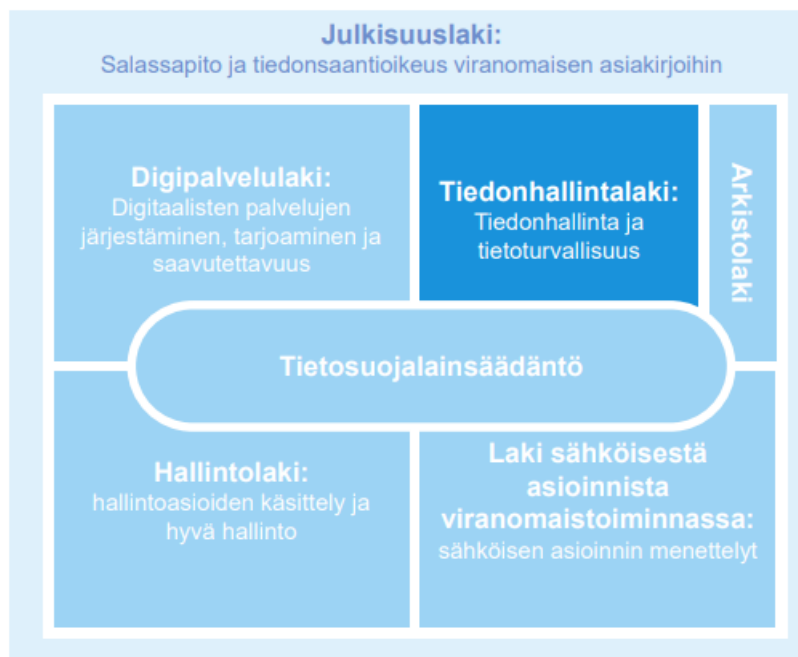 Julkisuuslaki:
Salassapito ja tiedonsaantioikeus viranomaisen asiakirjoihin
Digipalvelulaki:
Digitaalisten palvelujen
järjestäminen, tarjoaminen ja
saavutettavuus
Tiedonhallintalaki:
Tiedonhallinta ja
tietoturvallisuus
Arkistolaki
Tietosuojalainsäädäntö
Hallintolaki:
hallintoasioiden käsittely ja
hyvä hallinto
Laki sähköisestä
asioinnista
viranomaistoiminnassa:
sähköisen asioinnin menettelyt